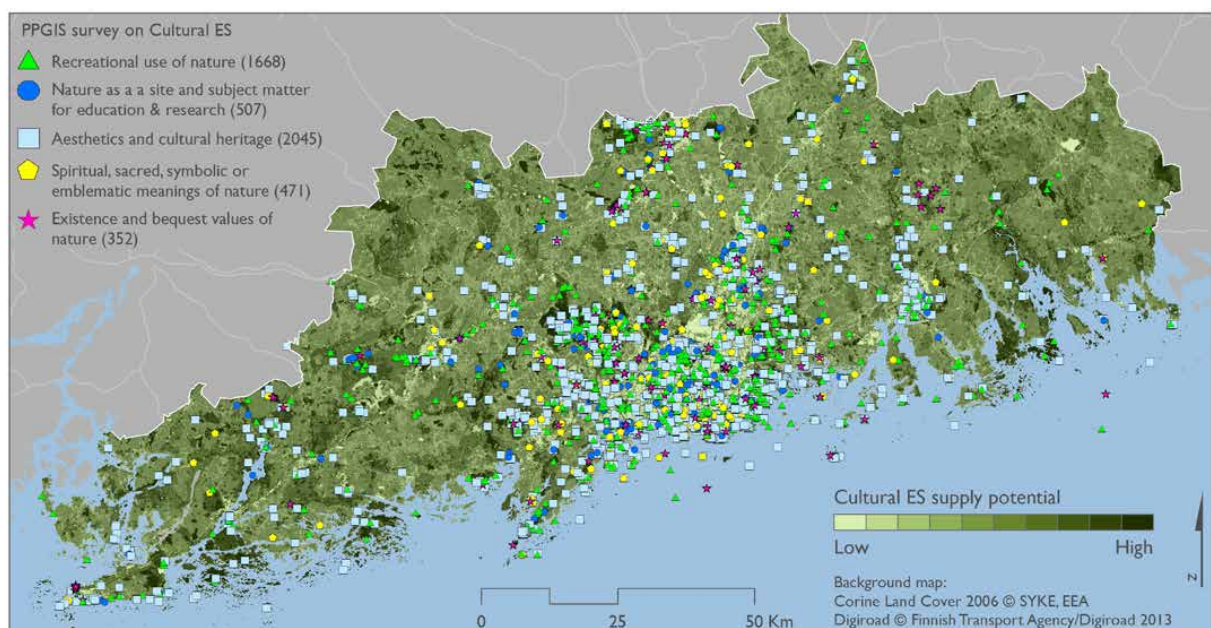 PPGIS survey on Cultural ES
Recreational use of nature (1668)
Nature as a a site and subject matter
for education & research (507)
Aesthetics and cultural heritage (2045)
Spiritual, sacred, symbolic or
emblematic meanings of nature (471)
Existence and bequest values of
nature (352)
Cultural ES supply potential
Low High
Background map:
Corine Land Cover 2006 © SYKE, EEA
Digiroad © Finnish Transport Agency/Digiroad 2013
N
0 25 50 Km